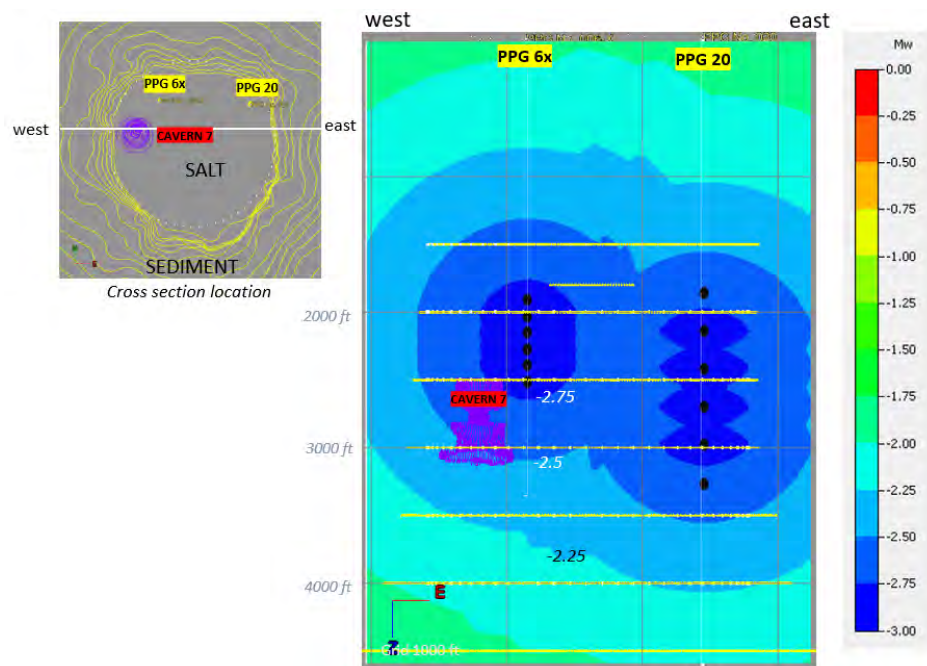 west
east
PPG 6x
PPG 20
west
east
CAVERN 7
SALT
SEDIMENT
Cross section location
PPG 6x
PPG 20
2000 ft
CAVERN 7
-2.75
3000 ft
-2.5
-2.25
4000 ft
E
Z
Grid 1000 ft
Mw
0.00
-0.50
-0.75
-1.00
-1.25
-1.50
-1.75
-2.00
-2.25
-2.50
-2.75
-3.00